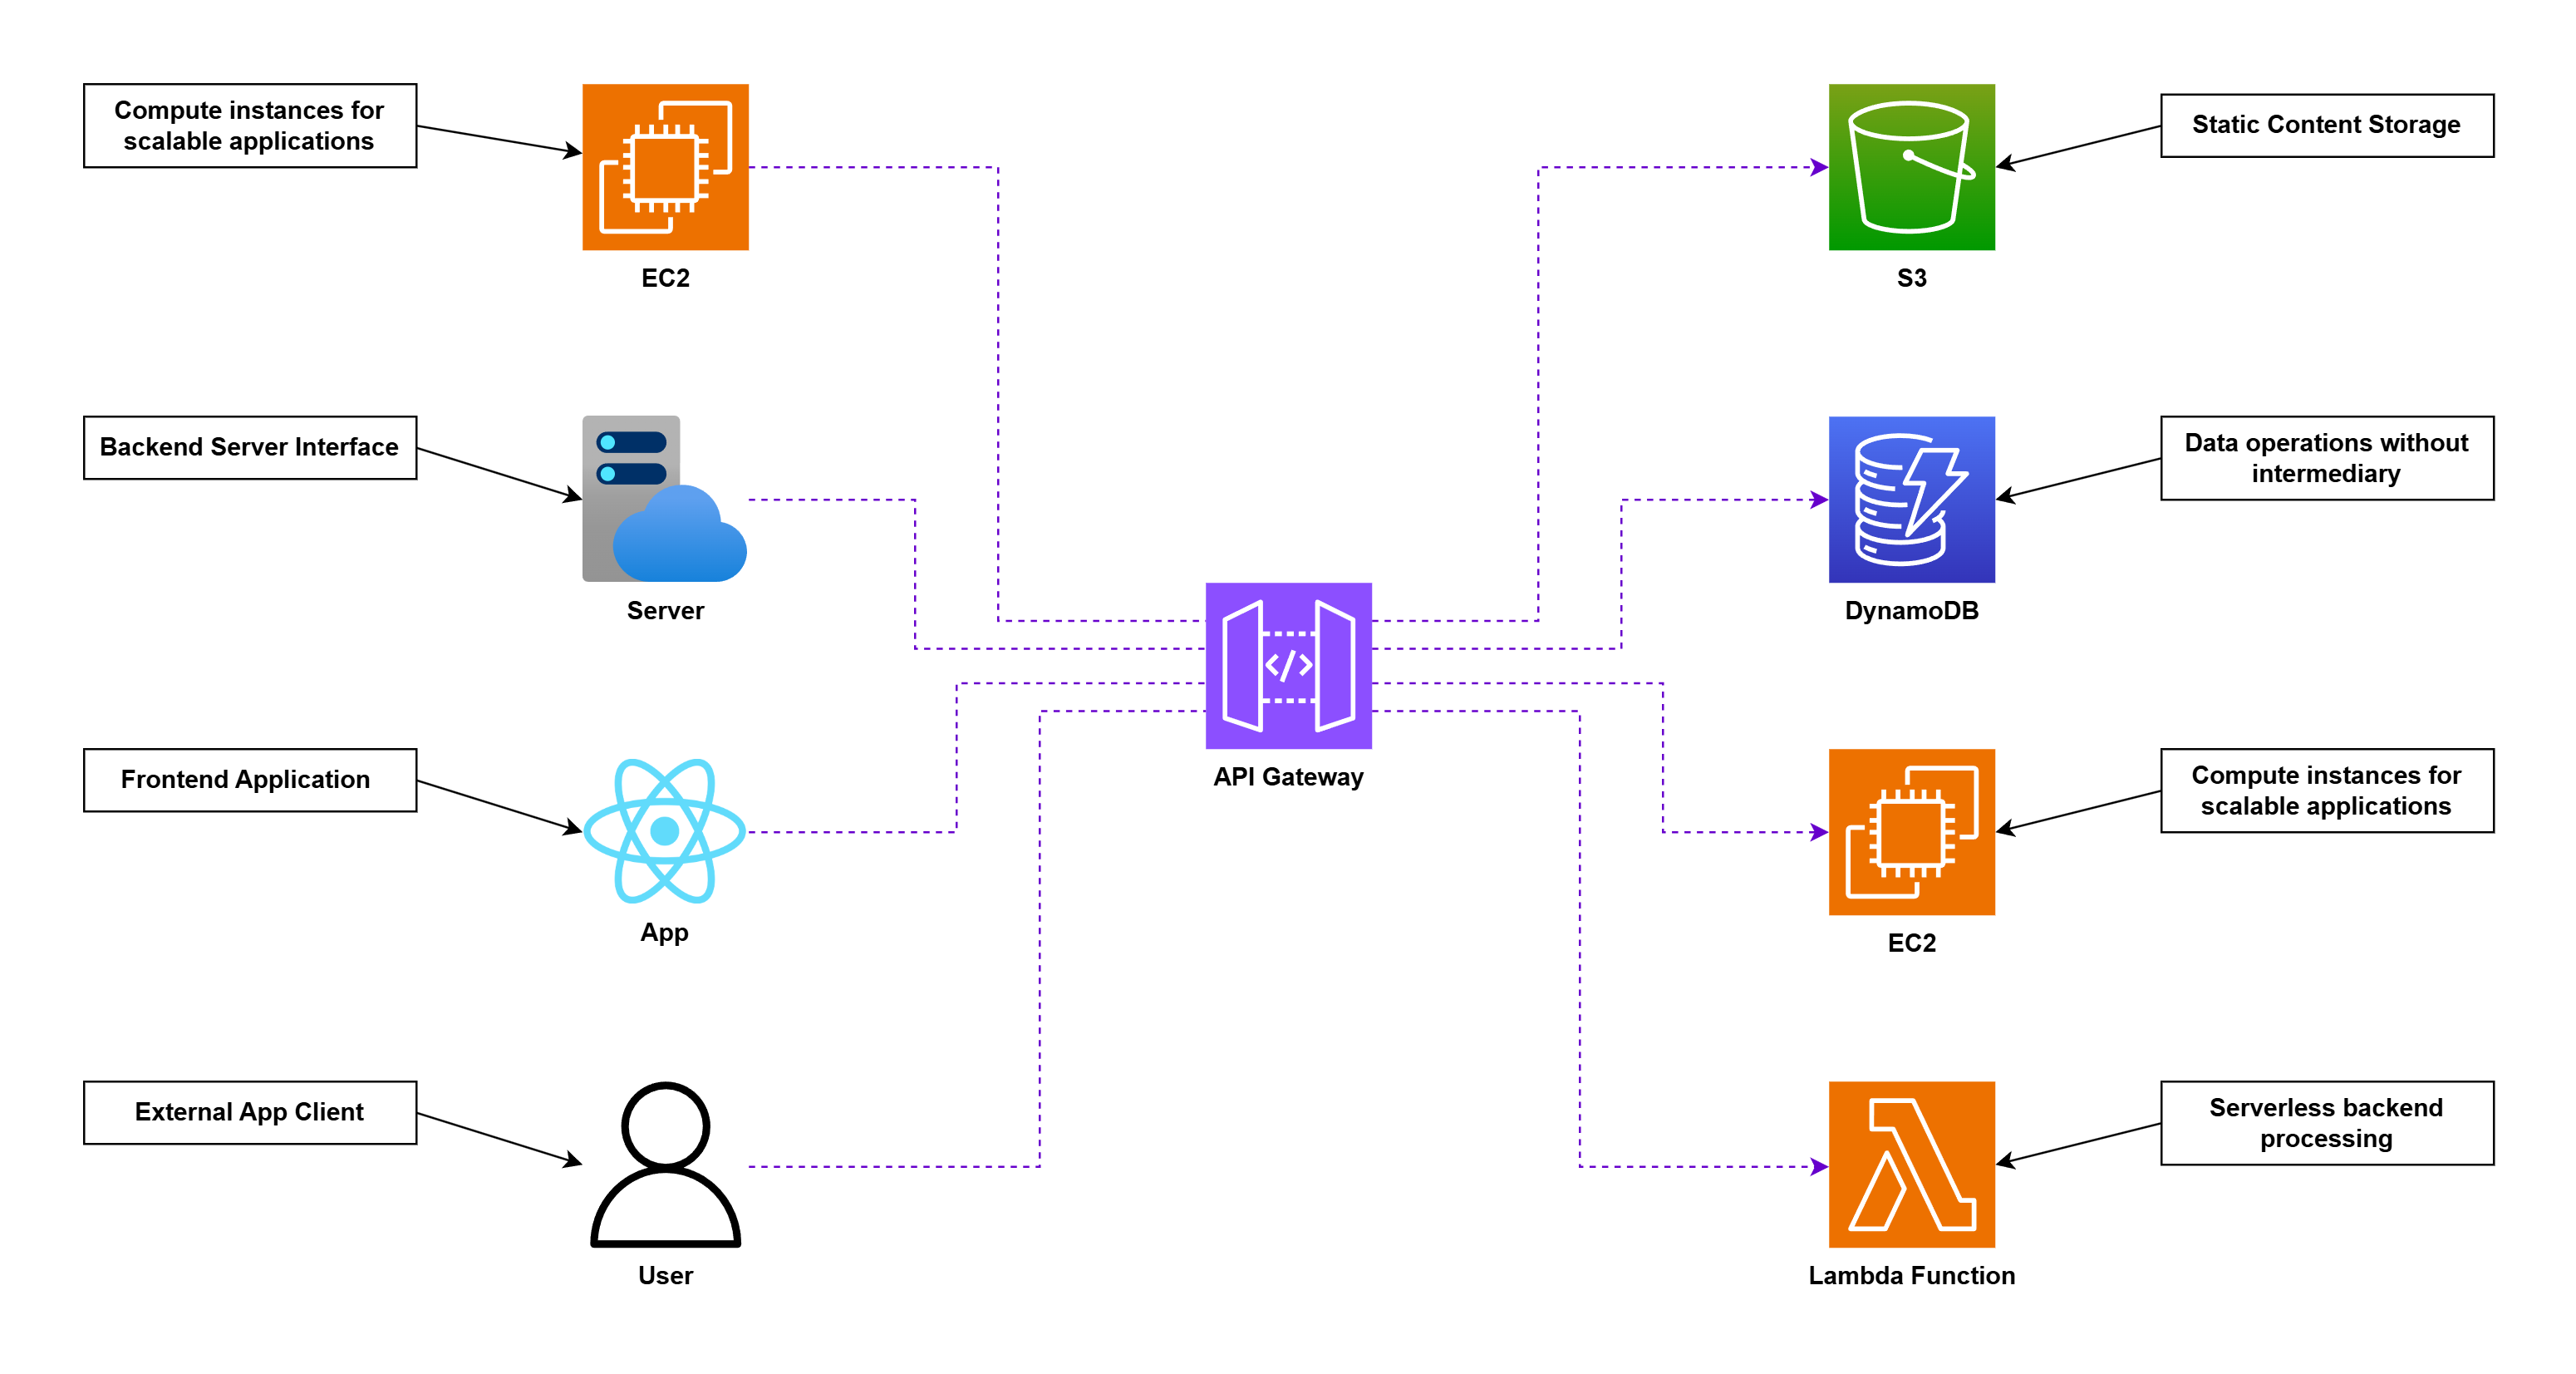 Compute instances for
scalable applications
EC2
S3
Static Content Storage
Backend Server Interface
Server
DynamoDB
Data operations without
intermediary
API Gateway
Frontend Application
App
EC2
Compute instances for
scalable applications
External App Client
User
Lambda Function
Serverless backend
processing